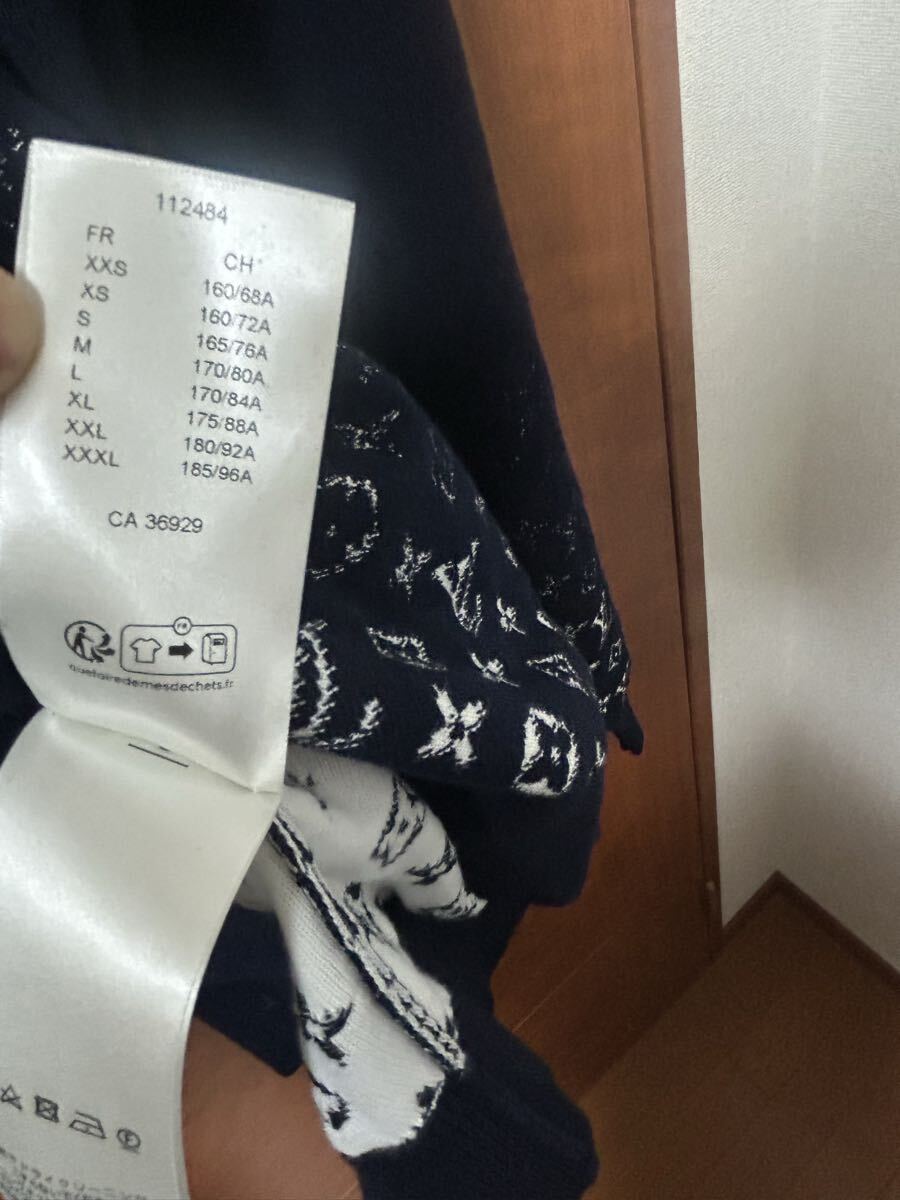 112484
FR CH
XXS 160/68A
XS 160/72A
S 165/76A
M 170/80A
L 170/84A
XL 175/88A
XXL 180/92A
XXXL 185/96A
CA 36929
FR
quefairedemesdechets.fr